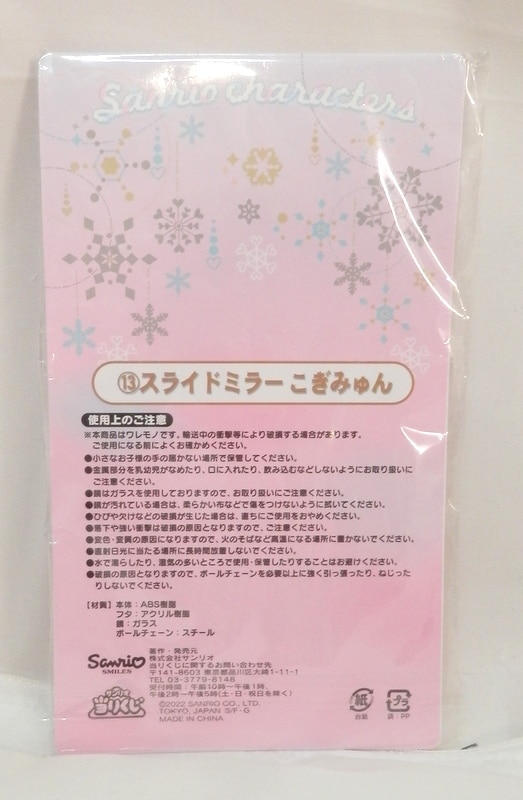 Sanrio characters
⑬スライドミラー こぎみゅん
使用上のご注意
※本商品はワレモノです。輸送中の衝撃等により破損する場合があります。
ご使用になる前によくお確かめください。
●小さなお子様の手の届かない場所で保管してください。
●金属部分を乳幼児がなめたり、口に入れたり、飲み込むなどしないようにお取り扱いに
ご注意ください。
●鏡はガラスを使用しておりますので、お取り扱いにご注意ください。
●鏡が汚れている場合は、柔らかい布などで傷をつけないように拭いてください。
●ひびや欠けなどの破損が生じた場合は、直ちにご使用をおやめください。
●落下や強い衝撃は破損の原因となりますので、ご注意ください。
●変色・変質の原因になりますので、火のそばなど高温になる場所に置かないでください。
●直射日光に当たる場所に長時間放置しないでください。
●水で濡らしたり、湿気の多いところで使用・保管したりすることはお避けください。
●破損の原因となりますので、ボールチェーンを必要以上に強く引っ張ったり、ねじった
りしないでください。
【材質】本体:ABS樹脂
フタ:アクリル樹脂
鏡:ガラス
ボールチェーン:スチール
Sanrio
SMILES
サンリオ
当りくじ
著作・発売元
株式会社サンリオ
当りくじに関するお問い合わせ先
〒141-8603 東京都品川区大崎1-11-1
TEL 03-3779-8148
受付時間:午前10時~午後1時、
午後2時~午後5時(土・日・祝日を除く)
©2022 SANRIO CO., LTD.
TOKYO, JAPAN S/F・G
MADE IN CHINA
紙
台紙
プラ
袋:PP